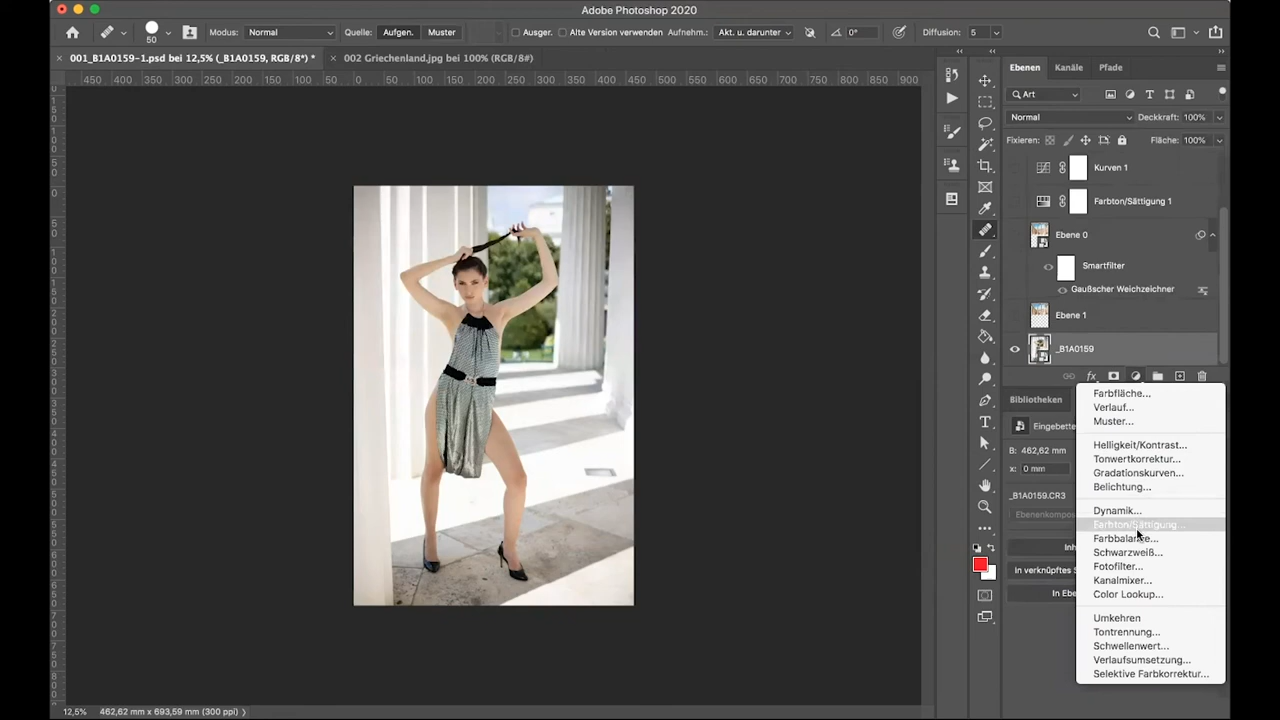 Adobe Photoshop 2020
50
Modus: Normal
Quelle: Aufgen. Muster
Ausger. Alte Version verwenden Aufnehm.: Akt. u. darunter
0°
Diffusion: 5
001_B1A0159-1.psd bei 12,5% (_B1A0159, RGB/8*) *
002 Griechenland.jpg bei 100% (RGB/8#)
450 400 350 300 250 200 150 100 50 0 50 100 150 200 250 300 350 400 450 500 550 600 650 700 750 800 850 900
Ebenen Kanäle Pfade
Art
Normal Deckkraft: 100%
Fixieren: Fläche: 100%
Kurven 1
Farbton/Sättigung 1
Ebene 0
Smartfilter
Gaußscher Weichzeichner
Ebene 1
_B1A0159
fx
Bibliotheken
Eingebette
B: 462,62 mm
x: 0 mm
_B1A0159.CR3
Ebenenkompos
Inh
In verknüpftes S
In Ebe
Farbfläche...
Verlauf...
Muster...
Helligkeit/Kontrast...
Tonwertkorrektur...
Gradationskurven...
Belichtung...
Dynamik...
Farbton/Sättigung...
Farbbalance...
Schwarzweiß...
Fotofilter...
Kanalmixer...
Color Lookup...
Umkehren
Tontrennung...
Schwellenwert...
Verlaufsumsetzung...
Selektive Farbkorrektur...
12,5% 462,62 mm x 693,59 mm (300 ppi)